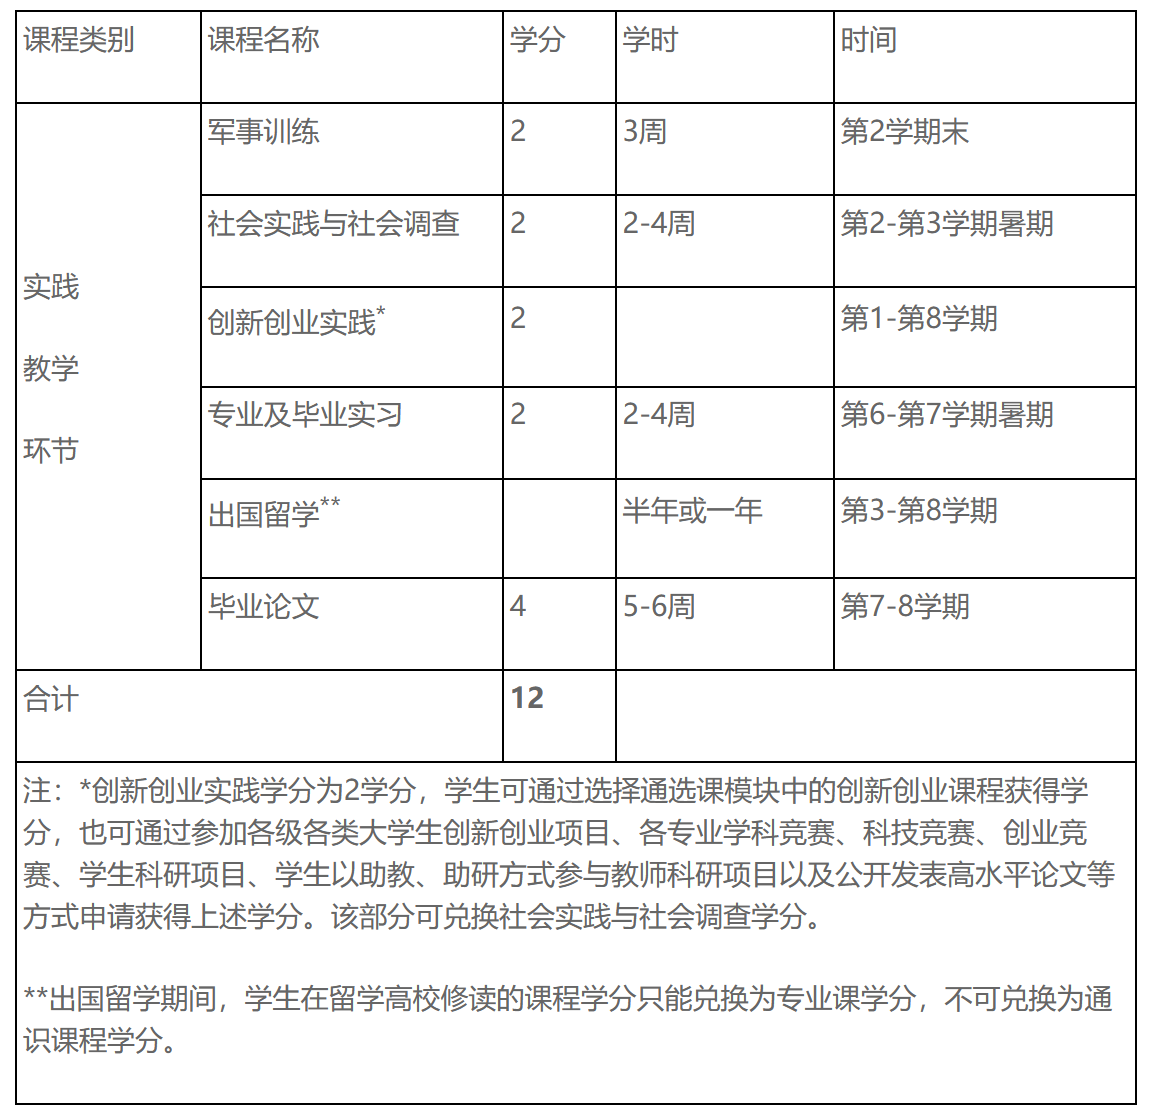 课程类别 课程名称 学分 学时 时间
实践
教学
环节
军事训练 2 3周 第2学期末
社会实践与社会调查 2 2-4周 第2-第3学期暑期
创新创业实践* 2 第1-第8学期
专业及毕业实习 2 2-4周 第6-第7学期暑期
出国留学** 半年或一年 第3-第8学期
毕业论文 4 5-6周 第7-8学期
合计 12
注：*创新创业实践学分为2学分，学生可通过选择通选课模块中的创新创业课程获得学
分，也可通过参加各级各类大学生创新创业项目、各专业学科竞赛、科技竞赛、创业竞
赛、学生科研项目、学生以助教、助研方式参与教师科研项目以及公开发表高水平论文等
方式申请获得上述学分。该部分可兑换社会实践与社会调查学分。
**出国留学期间，学生在留学高校修读的课程学分只能兑换为专业课学分，不可兑换为通
识课程学分。